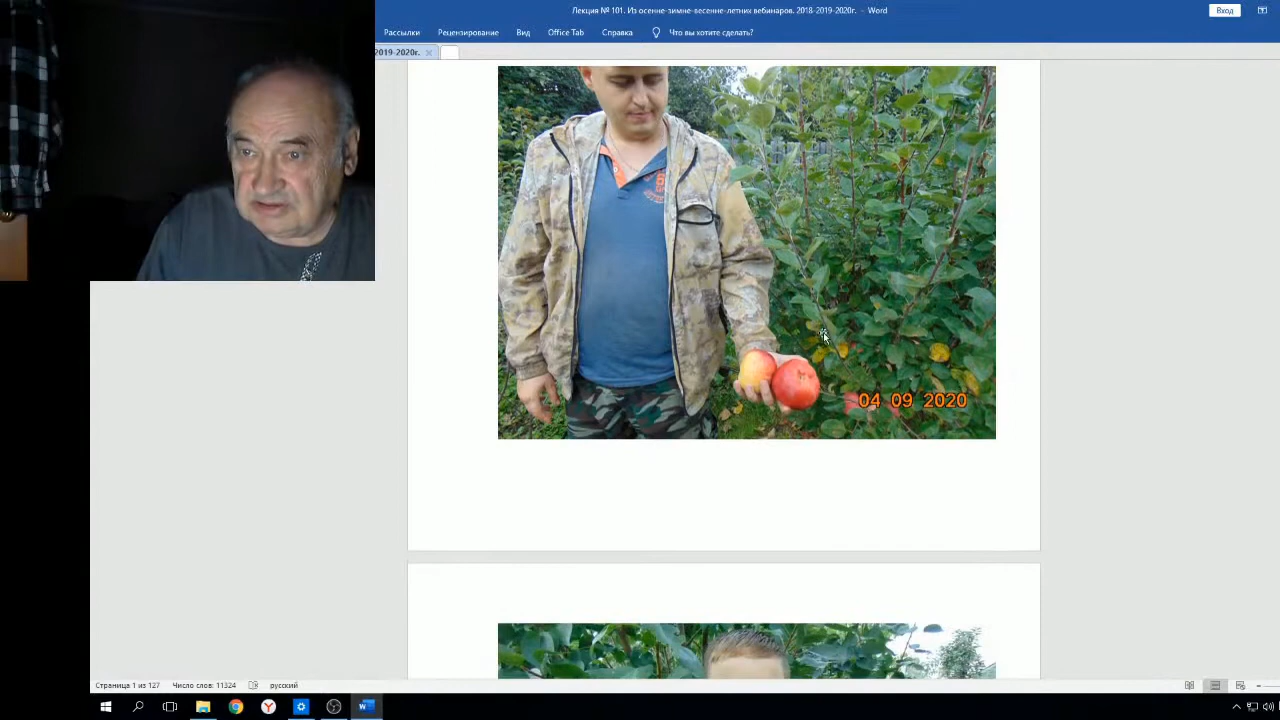 Лекция № 101. Из осенне-зимне-весенне-летних вебинаров. 2018-2019-2020г. - Word
Вход
Рассылки Рецензирование Вид Office Tab Справка Что вы хотите сделать?
2019-2020г.
6
04 09 2020
Страница 1 из 127 Число слов: 11324 русский